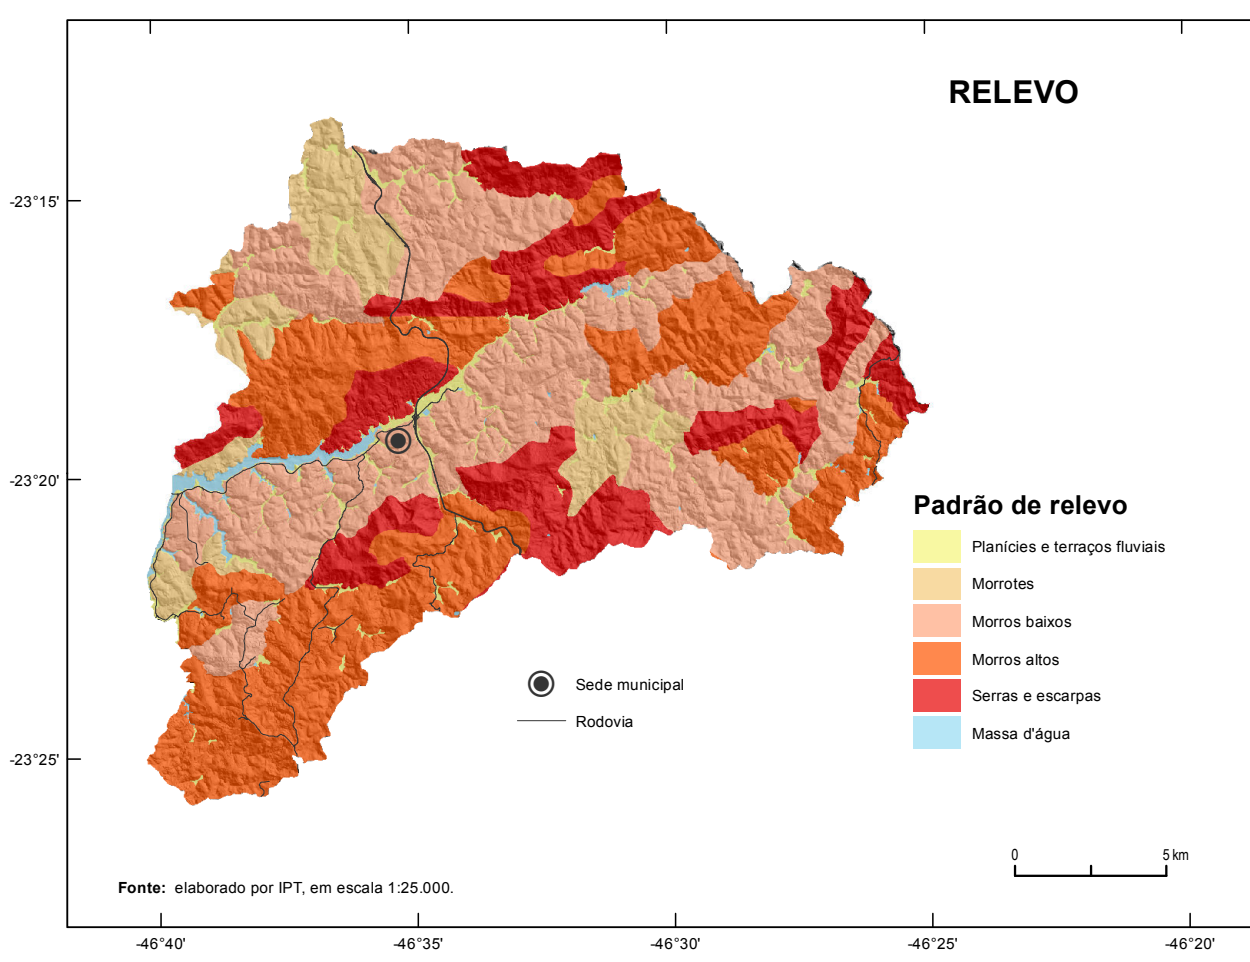 RELEVO
-23°15'
-23°20'
-23°25'
Padrão de relevo
Planícies e terraços fluviais
Morrotes
Morros baixos
Morros altos
Serras e escarpas
Massa d'água
Sede municipal
Rodovia
0 5 km
Fonte: elaborado por IPT, em escala 1:25.000.
-46°40' -46°35' -46°30' -46°25' -46°20'